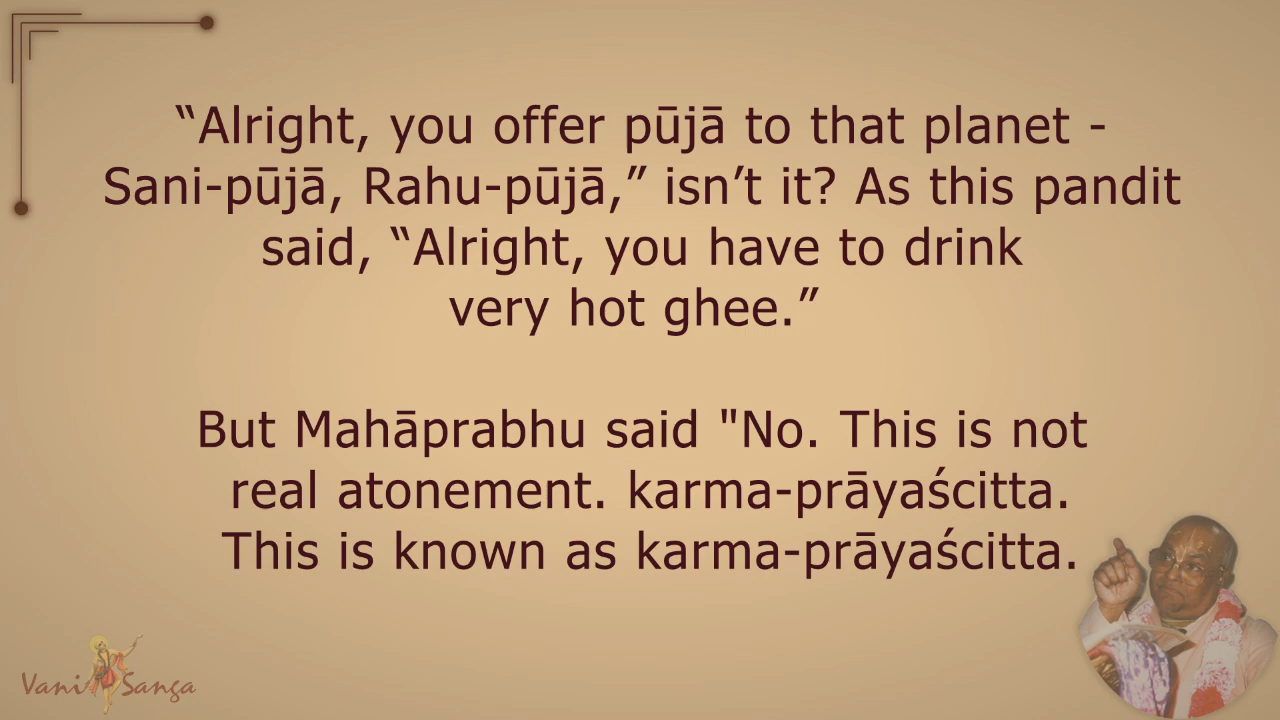 “Alright, you offer pūjā to that planet -
Sani-pūjā, Rahu-pūjā,” isn’t it? As this pandit
said, “Alright, you have to drink
very hot ghee.”
But Mahāprabhu said "No. This is not
real atonement. karma-prāyaścitta.
This is known as karma-prāyaścitta.
Vani Sanga